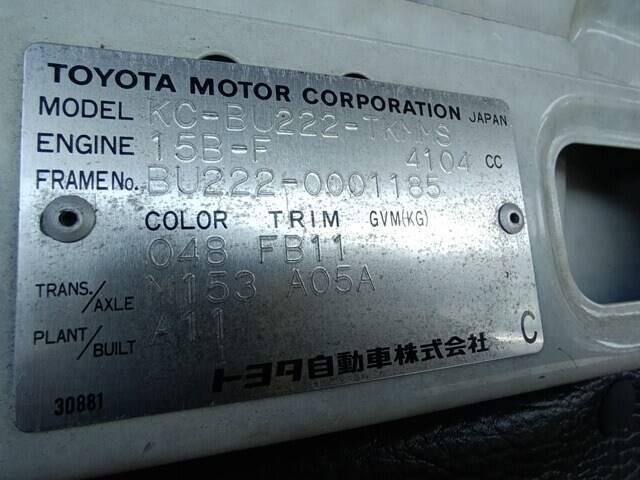 TOYOTA MOTOR CORPORATION JAPAN
MODEL KC-BU222-TKMMS
ENGINE 15B-F 4104 CC
FRAME No. BU222-0001185
COLOR TRIM GVM(KG)
048 FB11
TRANS./AXLE M153 A05A
PLANT/BUILT A11
C
トヨタ自動車株式会社
30881